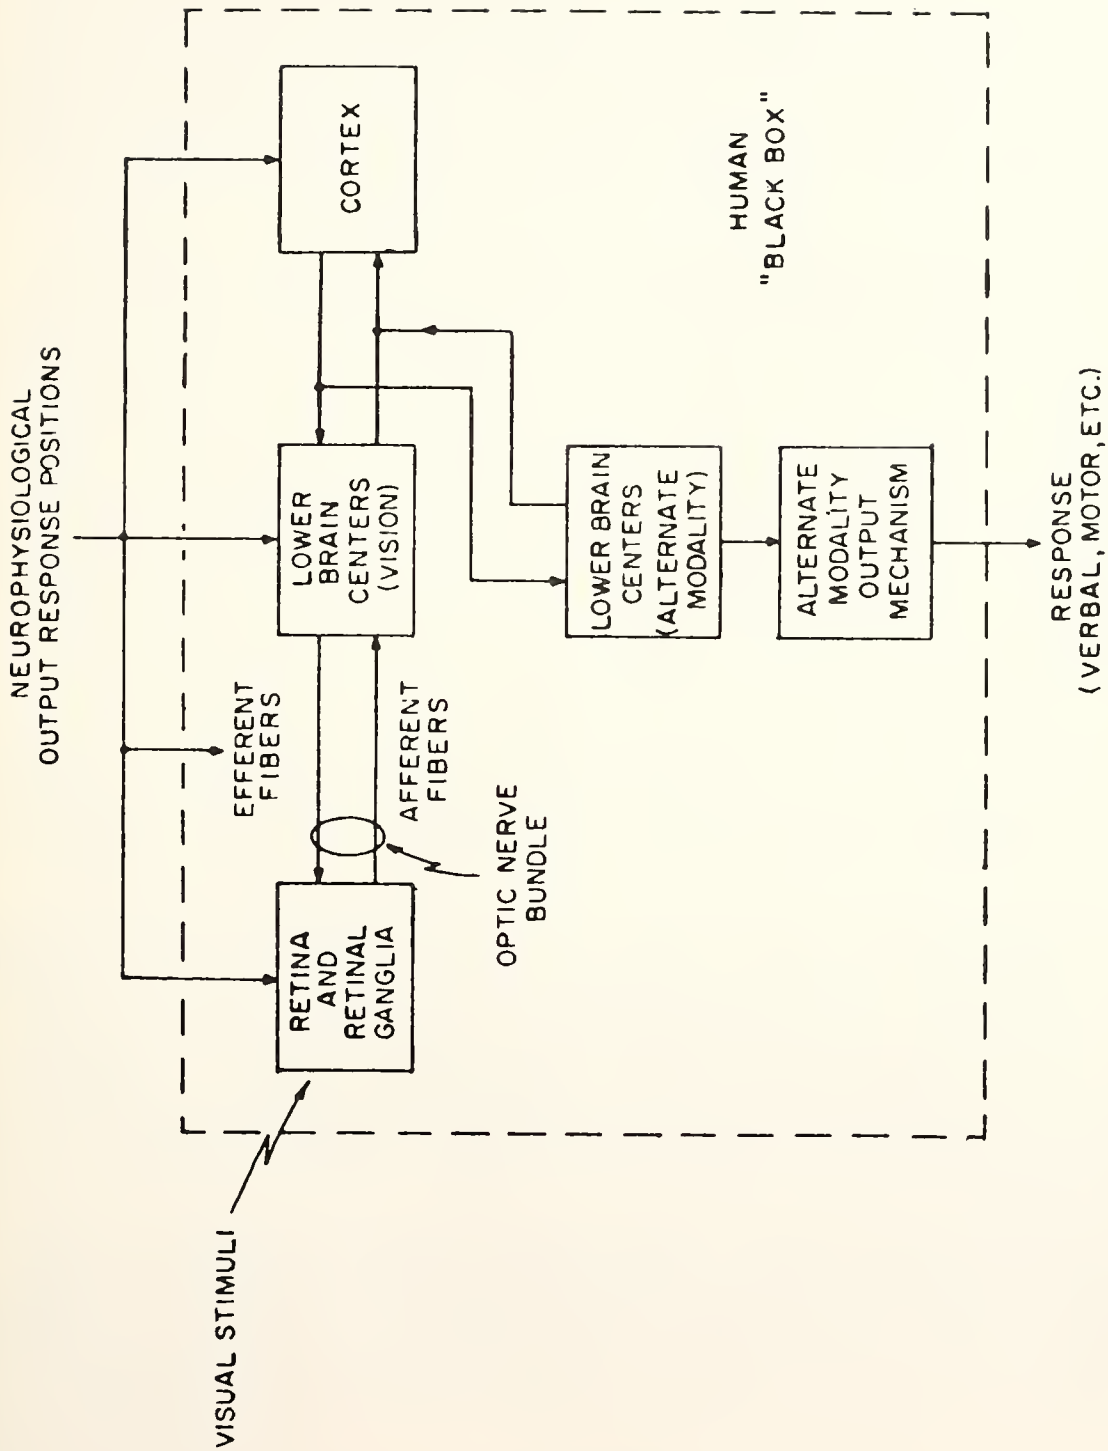 NEUROPHYSIOLOGICAL
OUTPUT RESPONSE POSITIONS
VISUAL STIMULI
RETINA
AND
RETINAL
GANGLIA
EFFERENT
FIBERS
AFFERENT
FIBERS
OPTIC NERVE
BUNDLE
LOWER
BRAIN
CENTERS
(VISION)
CORTEX
LOWER BRAIN
CENTERS
(ALTERNATE
MODALITY)
ALTERNATE
MODALITY
OUTPUT
MECHANISM
HUMAN
"BLACK BOX"
RESPONSE
(VERBAL, MOTOR, ETC.)